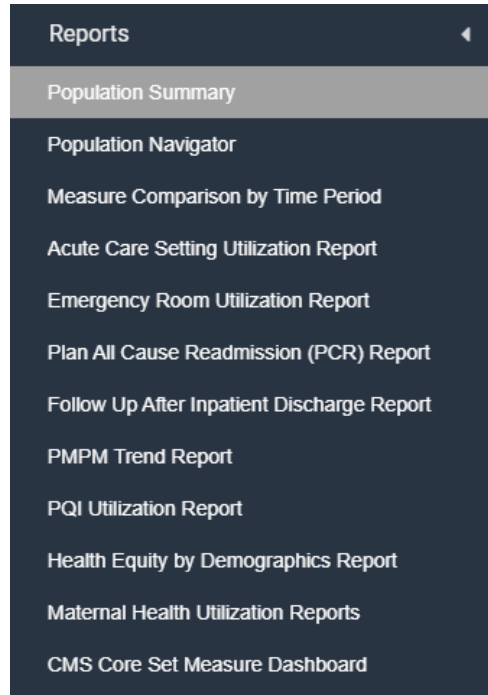 Reports
Population Summary
Population Navigator
Measure Comparison by Time Period
Acute Care Setting Utilization Report
Emergency Room Utilization Report
Plan All Cause Readmission (PCR) Report
Follow Up After Inpatient Discharge Report
PMPM Trend Report
PQI Utilization Report
Health Equity by Demographics Report
Maternal Health Utilization Reports
CMS Core Set Measure Dashboard